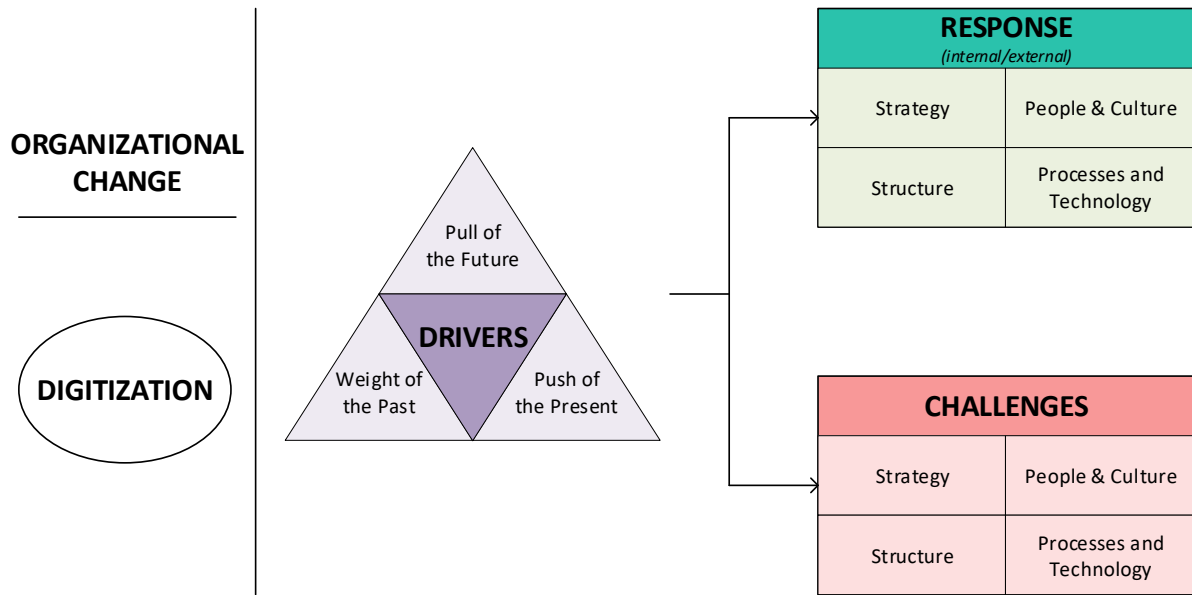 ORGANIZATIONAL
CHANGE
DIGITIZATION
Pull of
the Future
DRIVERS
Weight of
the Past
Push of
the Present
RESPONSE
(internal/external)
Strategy
People & Culture
Structure
Processes and
Technology
CHALLENGES
Strategy
People & Culture
Structure
Processes and
Technology